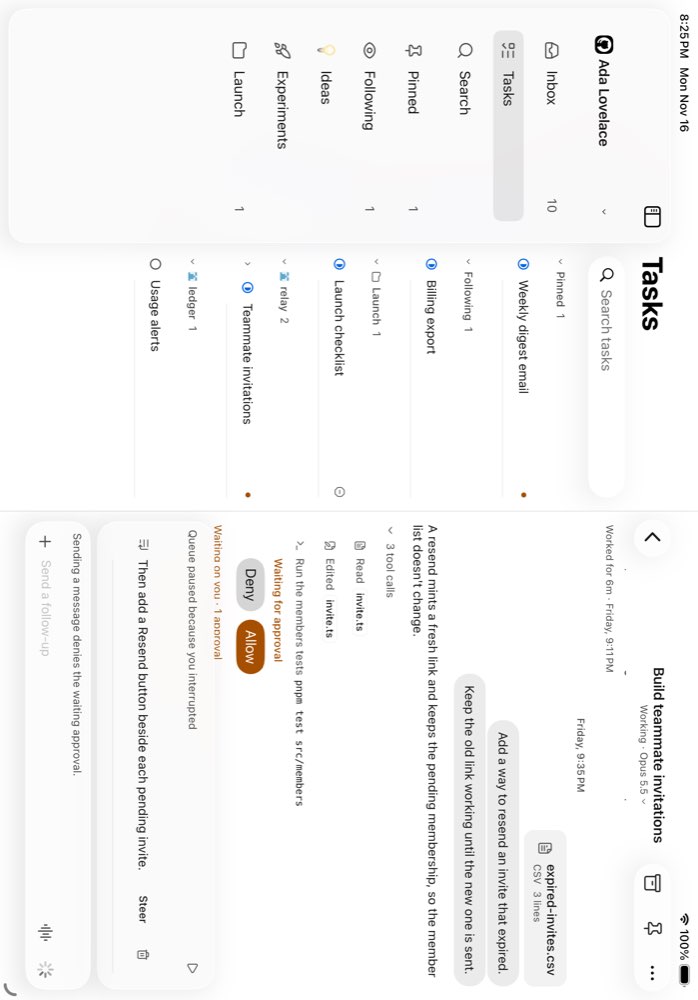 8:25 PM Mon Nov 16
100%
Ada Lovelace
Inbox 10
Tasks
Search
Pinned 1
Following 1
Ideas
Experiments
Launch 1
Tasks
Search tasks
Pinned 1
Weekly digest email
Following 1
Billing export
Launch 1
Launch checklist
relay 2
Teammate invitations
ledger 1
Usage alerts
Build teammate invitations
Working · Opus 5.5
Worked for 6m · Friday, 9:11 PM
Friday, 9:35 PM
expired-invites.csv
CSV 3 lines
Add a way to resend an invite that expired.
Keep the old link working until the new one is sent.
A resend mints a fresh link and keeps the pending membership, so the member
list doesn't change.
3 tool calls
Read invite.ts
Edited invite.ts
Run the members tests pnpm test src/members
Waiting for approval
Deny Allow
Waiting on you · 1 approval
Queue paused because you interrupted
Then add a Resend button beside each pending invite. Steer
Sending a message denies the waiting approval.
Send a follow-up